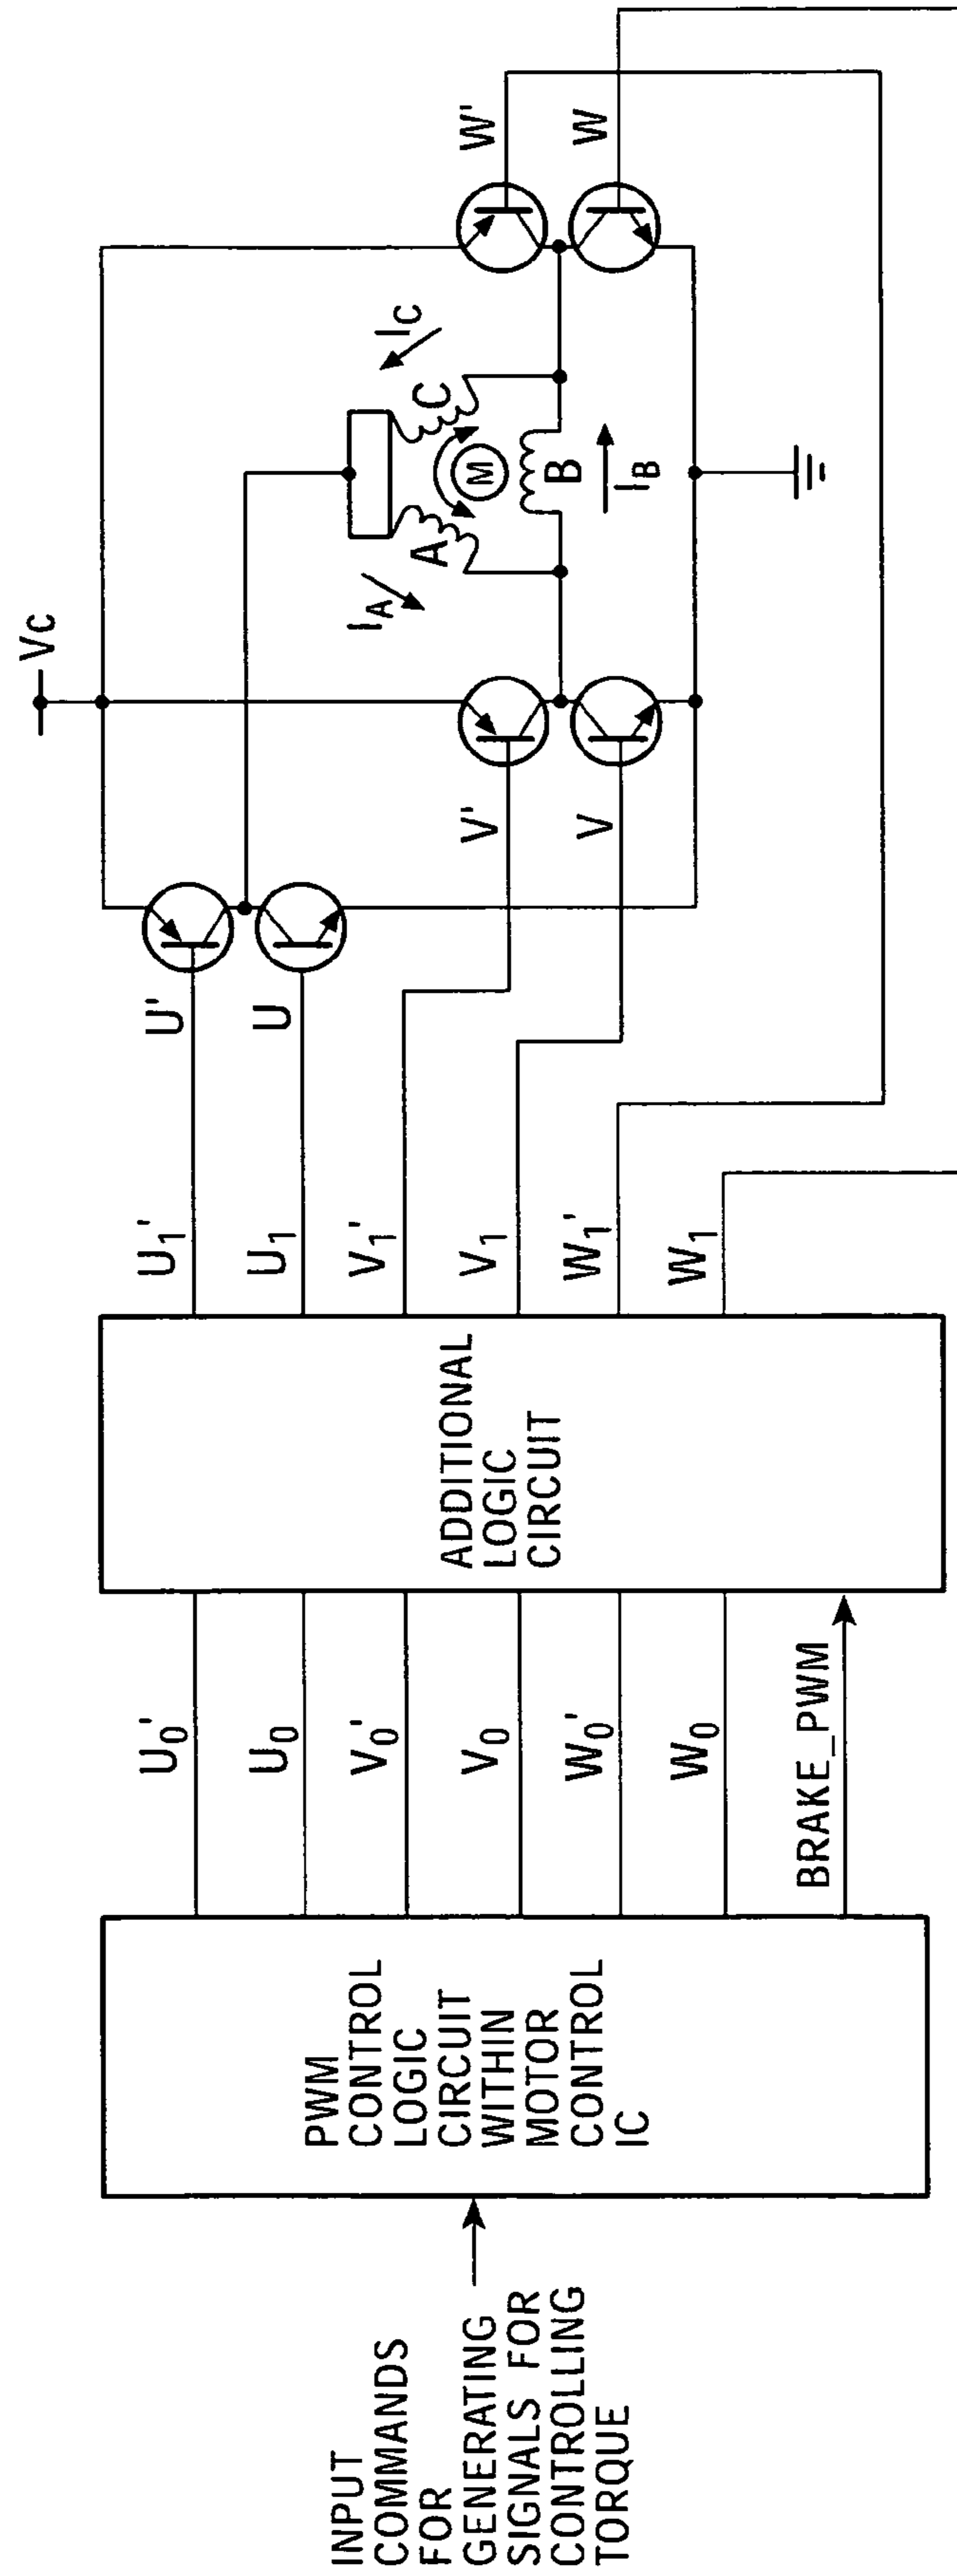 INPUT
COMMANDS
FOR
GENERATING
SIGNALS FOR
CONTROLLING
TORQUE
PWM
CONTROL
LOGIC
CIRCUIT
WITHIN
MOTOR
CONTROL
IC
U0'
U0
V0'
V0
W0'
W0
BRAKE_PWM
ADDITIONAL
LOGIC
CIRCUIT
U1'
U1
V1'
V1
W1'
W1
U'
U
V'
V
Vc
IA
A
M
B
IB
C
IC
W'
W